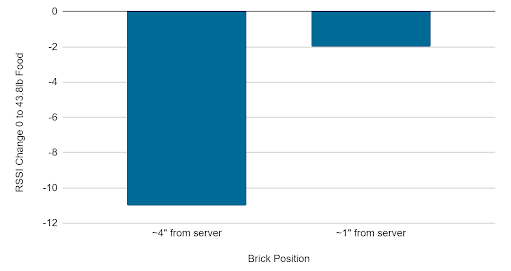 0
-2
-4
-6
-8
-10
-12
RSSI Change 0 to 43.8lb Food
~4" from server
~1" from server
Brick Position